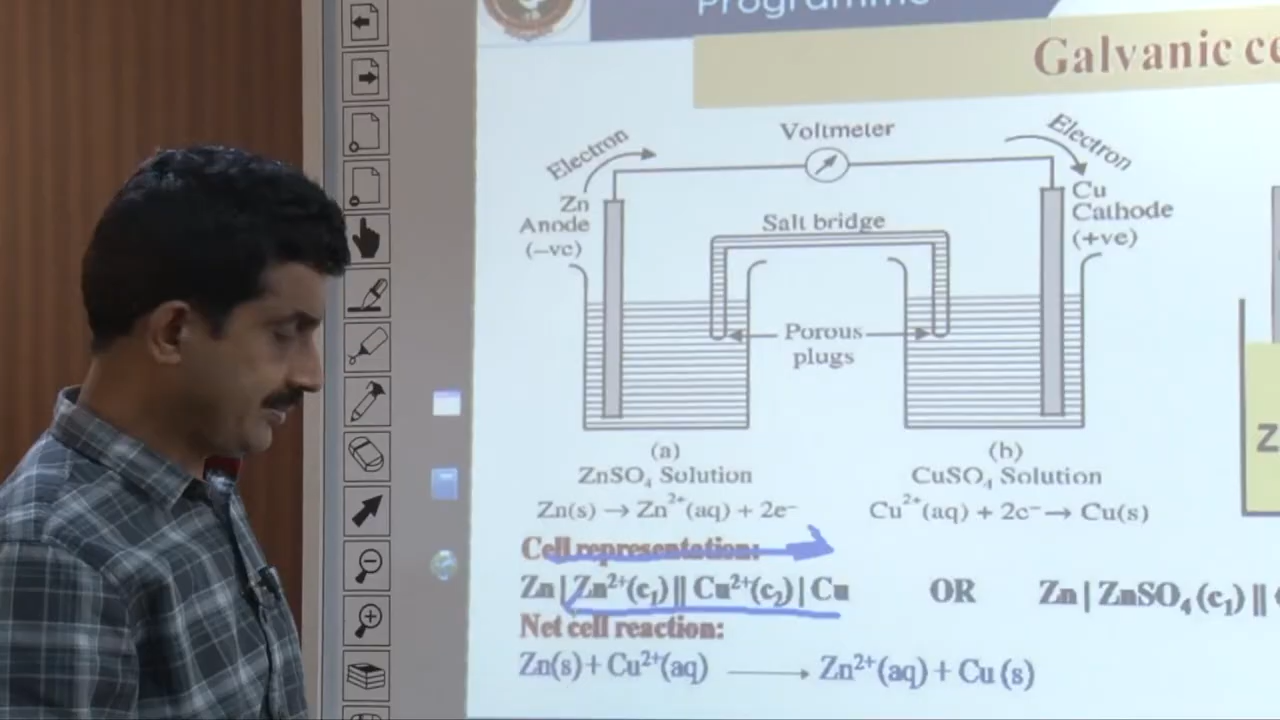 Programme
Galvanic ce
Voltmeter
Electron
Electron
Zn
Anode
(–ve)
Cu
Cathode
(+ve)
Salt bridge
Porous
plugs
(a)
ZnSO₄ Solution
Zn(s) → Zn²⁺(aq) + 2e⁻
(b)
CuSO₄ Solution
Cu²⁺(aq) + 2e⁻ → Cu(s)
Cell representation:
Zn | Zn²⁺(c₁) || Cu²⁺(c₂) | Cu OR Zn | ZnSO₄ (c₁) ||
Net cell reaction:
Zn(s) + Cu²⁺(aq) ⟶ Zn²⁺(aq) + Cu (s)
Z